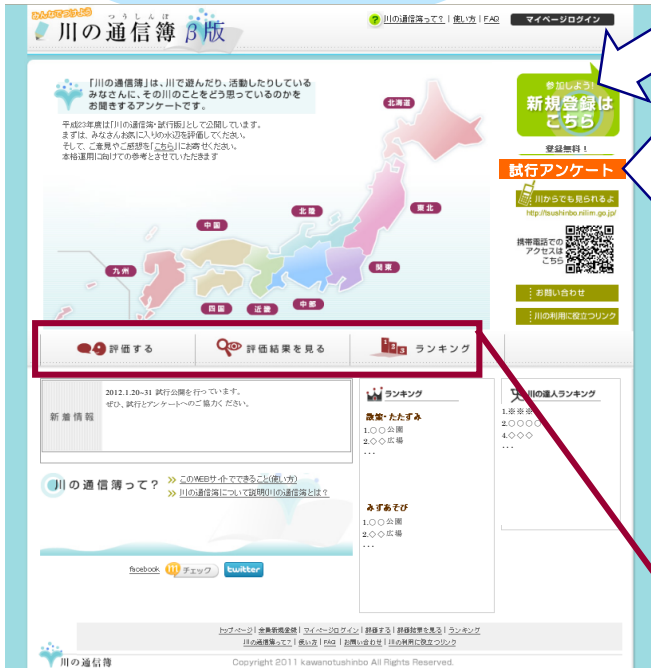 みんなでつけよう
つうしんぼ
川の通信簿 β版
川の通信簿って? | 使い方 | FAQ
マイページログイン
「川の通信簿」は、川で遊んだり、活動したりしている
みなさんに、その川のことをどう思っているのかを
お聞きするアンケートです。
平成23年度は「川の通信簿・試行版」として公開しています。
まずは、みなさんお気に入りの水辺を評価してください。
そして、ご意見やご感想を「こちら」にお寄せください。
本格運用に向けての参考とさせていただきます
北海道
東北
北陸
中国
関東
九州
四国
近畿
中部
参加しよう!
新規登録は
こちら
登録無料!
試行アンケート
川からでも見られるよ
http://tsushinbo.nilim.go.jp/
携帯電話での
アクセスは
こちら
お問い合わせ
川の利用に役立つリンク
評価する
評価結果を見る
ランキング
新着情報
2012.1.20~31 試行公開を行っています。
ぜひ、試行とアンケートへのご協力ください。
ランキング
散策・たたずみ
1.○○公園
2.◇◇広場
...
みずあそび
1.○○公園
2.◇◇広場
...
川の達人ランキング
1.※※※
2.○○○○
4.◇◇◇
...
川の通信簿って?
このWEBサイトでできること(使い方)
川の通信簿について説明(川の通信簿とは?
facebook
チェック
twitter
トップページ | 会員新規登録 | マイページログイン | 評価する | 評価結果を見る | ランキング
川の通信簿って? | 使い方 | FAQ | お問い合わせ | 川の利用に役立つリンク
川の通信簿
Copyright 2011 kawanotushinbo All Rights Reserved.